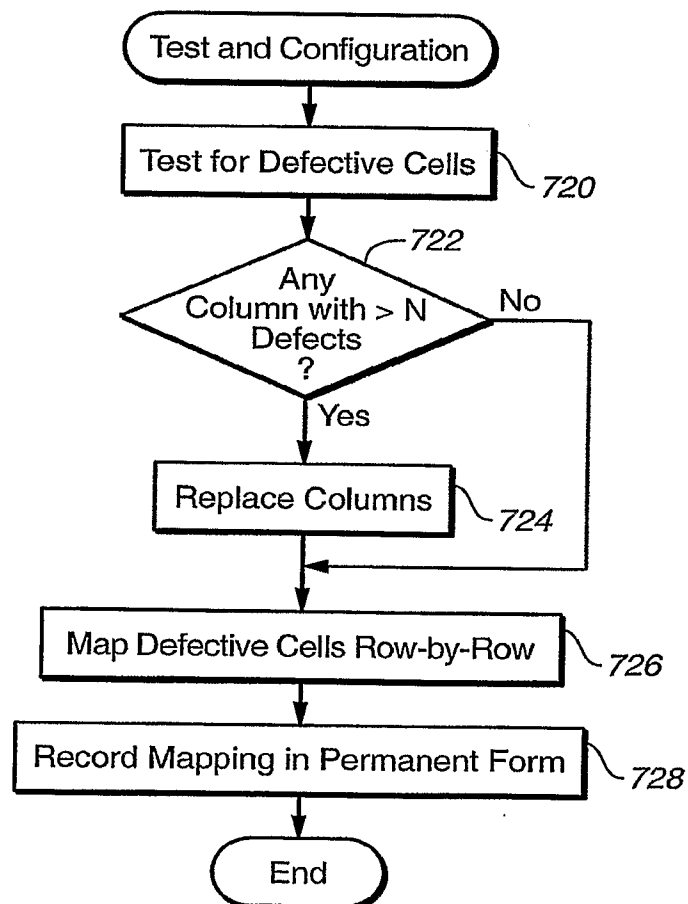 Test and Configuration
Test for Defective Cells
720
722
Any
Column with > N
Defects
?
No
Yes
Replace Columns
724
Map Defective Cells Row-by-Row
726
Record Mapping in Permanent Form
728
End